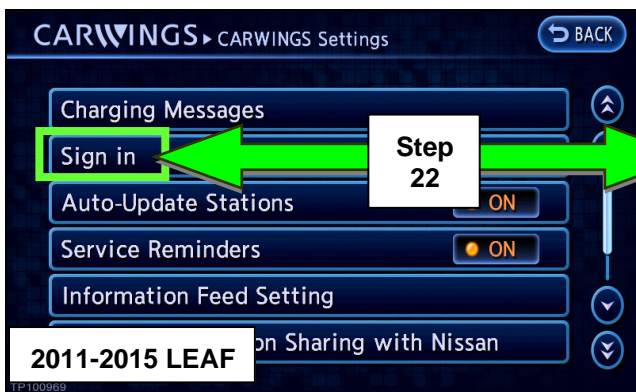 CARWINGS ▸ CARWINGS Settings
BACK
Charging Messages
Sign in
Step
22
Auto-Update Stations
ON
Service Reminders
ON
Information Feed Setting
on Sharing with Nissan
2011-2015 LEAF
TP100969